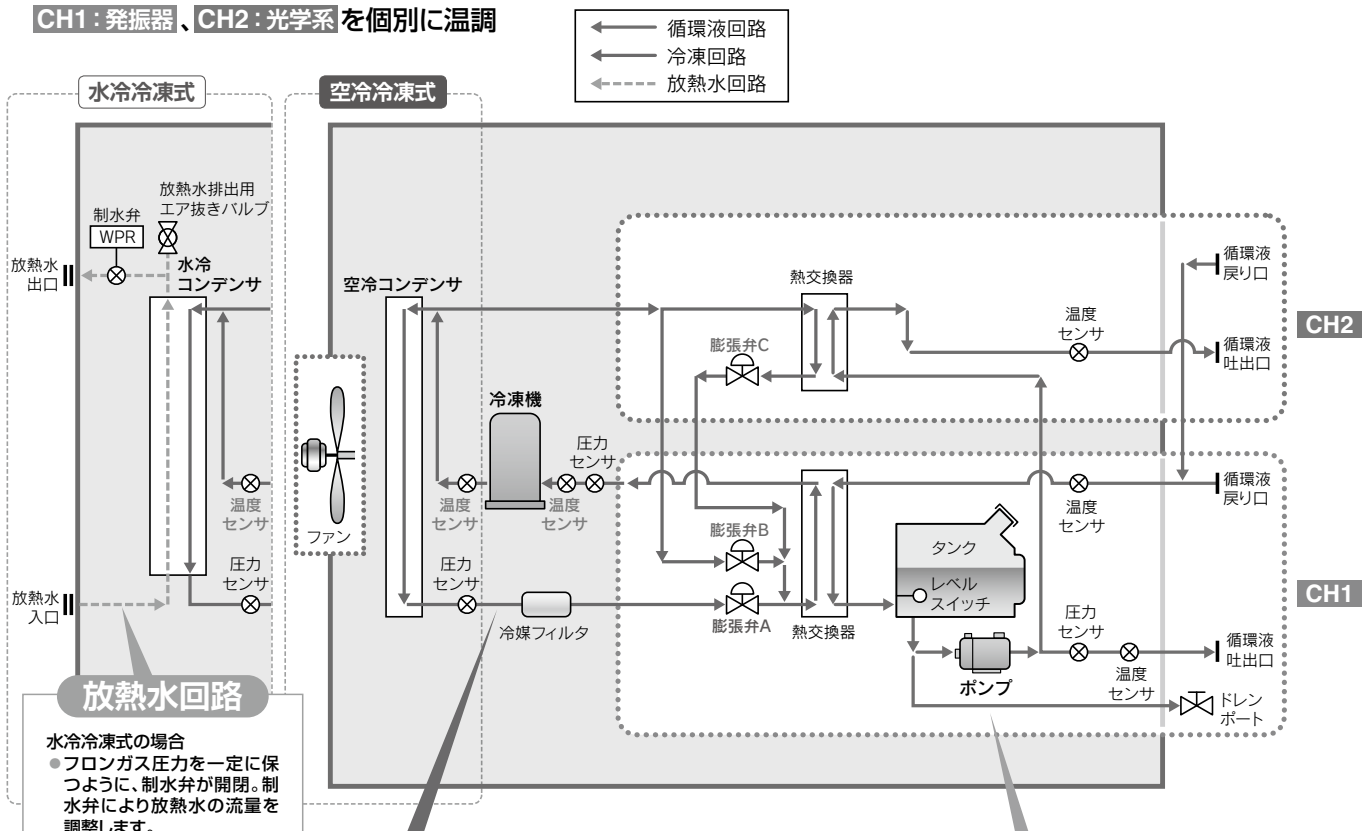 CH1：発振器、CH2：光学系を個別に温調
循環液回路
冷凍回路
放熱水回路
水冷冷凍式
空冷冷凍式
放熱水排出用
エア抜きバルブ
制水弁
WPR
放熱水
出口
水冷
コンデンサ
温度
センサ
圧力
センサ
放熱水
入口
空冷コンデンサ
ファン
冷凍機
温度
センサ
温度
センサ
圧力
センサ
圧力
センサ
冷媒フィルタ
熱交換器
膨張弁C
温度
センサ
循環液
戻り口
循環液
吐出口
CH2
膨張弁B
膨張弁A
熱交換器
タンク
レベル
スイッチ
ポンプ
温度
センサ
循環液
戻り口
圧力
センサ
温度
センサ
循環液
吐出口
ドレン
ポート
CH1
放熱水回路
水冷冷凍式の場合
●フロンガス圧力を一定に保
つように、制水弁が開閉。制
水弁により放熱水の流量を
調整します。